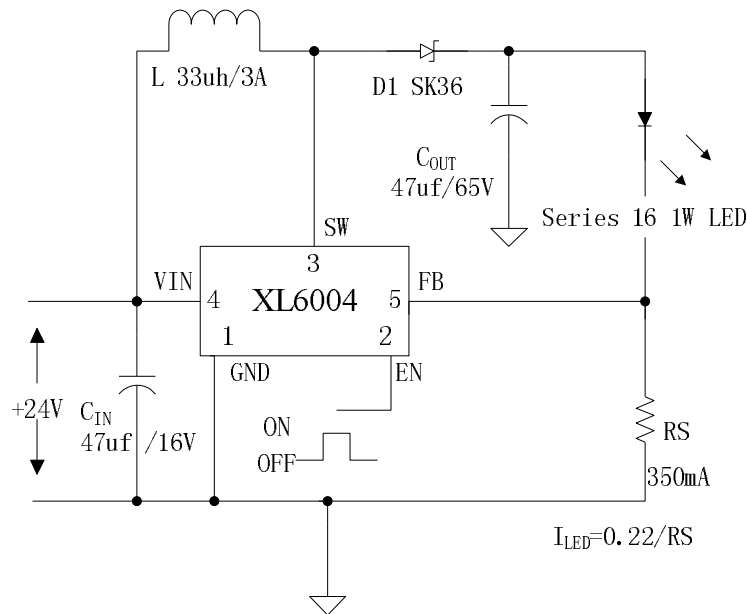 L 33uh/3A
D1 SK36
COUT
47uf/65V
Series 16 1W LED
SW
3
VIN
4
XL6004
5
FB
1
2
GND
EN
+24V
CIN
47uf /16V
ON
OFF
RS
350mA
ILED=0.22/RS